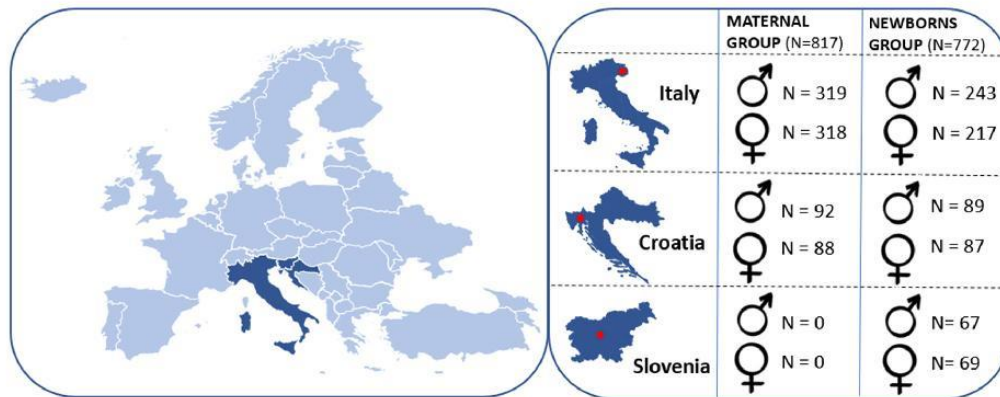 MATERNAL
GROUP (N=817)
NEWBORNS
GROUP (N=772)
Italy
N = 319
N = 318
N = 243
N = 217
Croatia
N = 92
N = 88
N = 89
N = 87
Slovenia
N = 0
N = 0
N= 67
N= 69